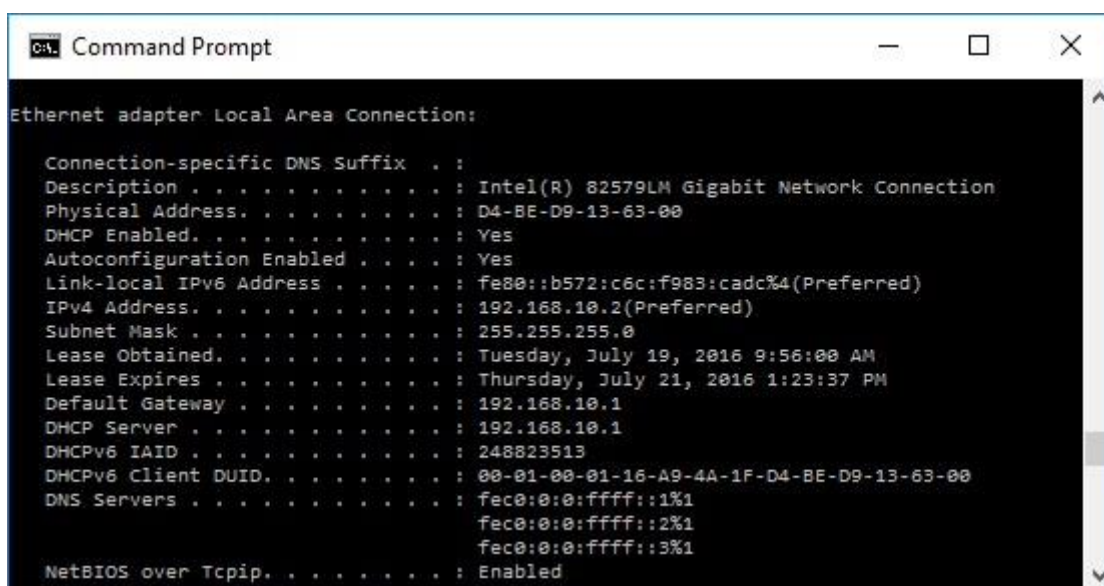 Command Prompt
Ethernet adapter Local Area Connection:
Connection-specific DNS Suffix . :
Description . . . . . . . . . . . : Intel(R) 82579LM Gigabit Network Connection
Physical Address. . . . . . . . . : D4-BE-D9-13-63-00
DHCP Enabled. . . . . . . . . . . : Yes
Autoconfiguration Enabled . . . . : Yes
Link-local IPv6 Address . . . . . : fe80::b572:c6c:f983:cadc%4(Preferred)
IPv4 Address. . . . . . . . . . . : 192.168.10.2(Preferred)
Subnet Mask . . . . . . . . . . . : 255.255.255.0
Lease Obtained. . . . . . . . . . : Tuesday, July 19, 2016 9:56:00 AM
Lease Expires . . . . . . . . . . : Thursday, July 21, 2016 1:23:37 PM
Default Gateway . . . . . . . . . : 192.168.10.1
DHCP Server . . . . . . . . . . . : 192.168.10.1
DHCPv6 IAID . . . . . . . . . . . : 248823513
DHCPv6 Client DUID. . . . . . . . : 00-01-00-01-16-A9-4A-1F-D4-BE-D9-13-63-00
DNS Servers . . . . . . . . . . . : fec0:0:0:ffff::1%1
fec0:0:0:ffff::2%1
fec0:0:0:ffff::3%1
NetBIOS over Tcpip. . . . . . . . : Enabled